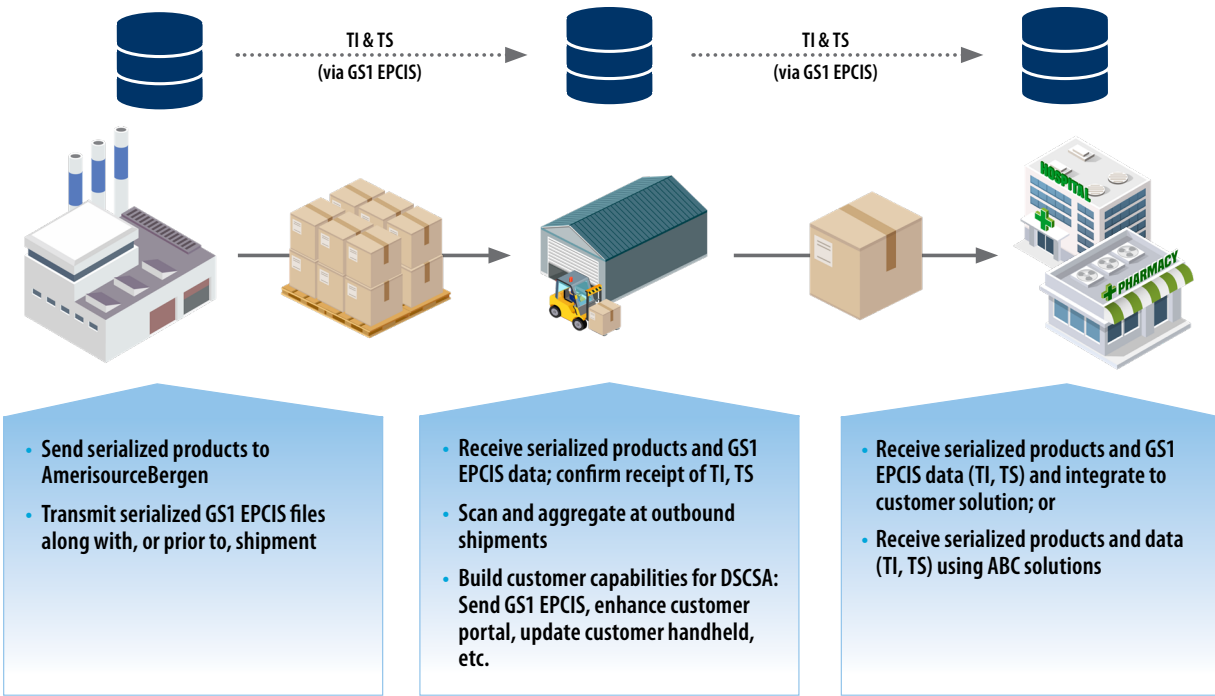 TI & TS
(via GS1 EPCIS)
TI & TS
(via GS1 EPCIS)
HOSPITAL
PHARMACY
• Send serialized products to
AmerisourceBergen
• Transmit serialized GS1 EPCIS files
along with, or prior to, shipment
• Receive serialized products and GS1
EPCIS data; confirm receipt of TI, TS
• Scan and aggregate at outbound
shipments
• Build customer capabilities for DSCSA:
Send GS1 EPCIS, enhance customer
portal, update customer handheld,
etc.
• Receive serialized products and GS1
EPCIS data (TI, TS) and integrate to
customer solution; or
• Receive serialized products and data
(TI, TS) using ABC solutions